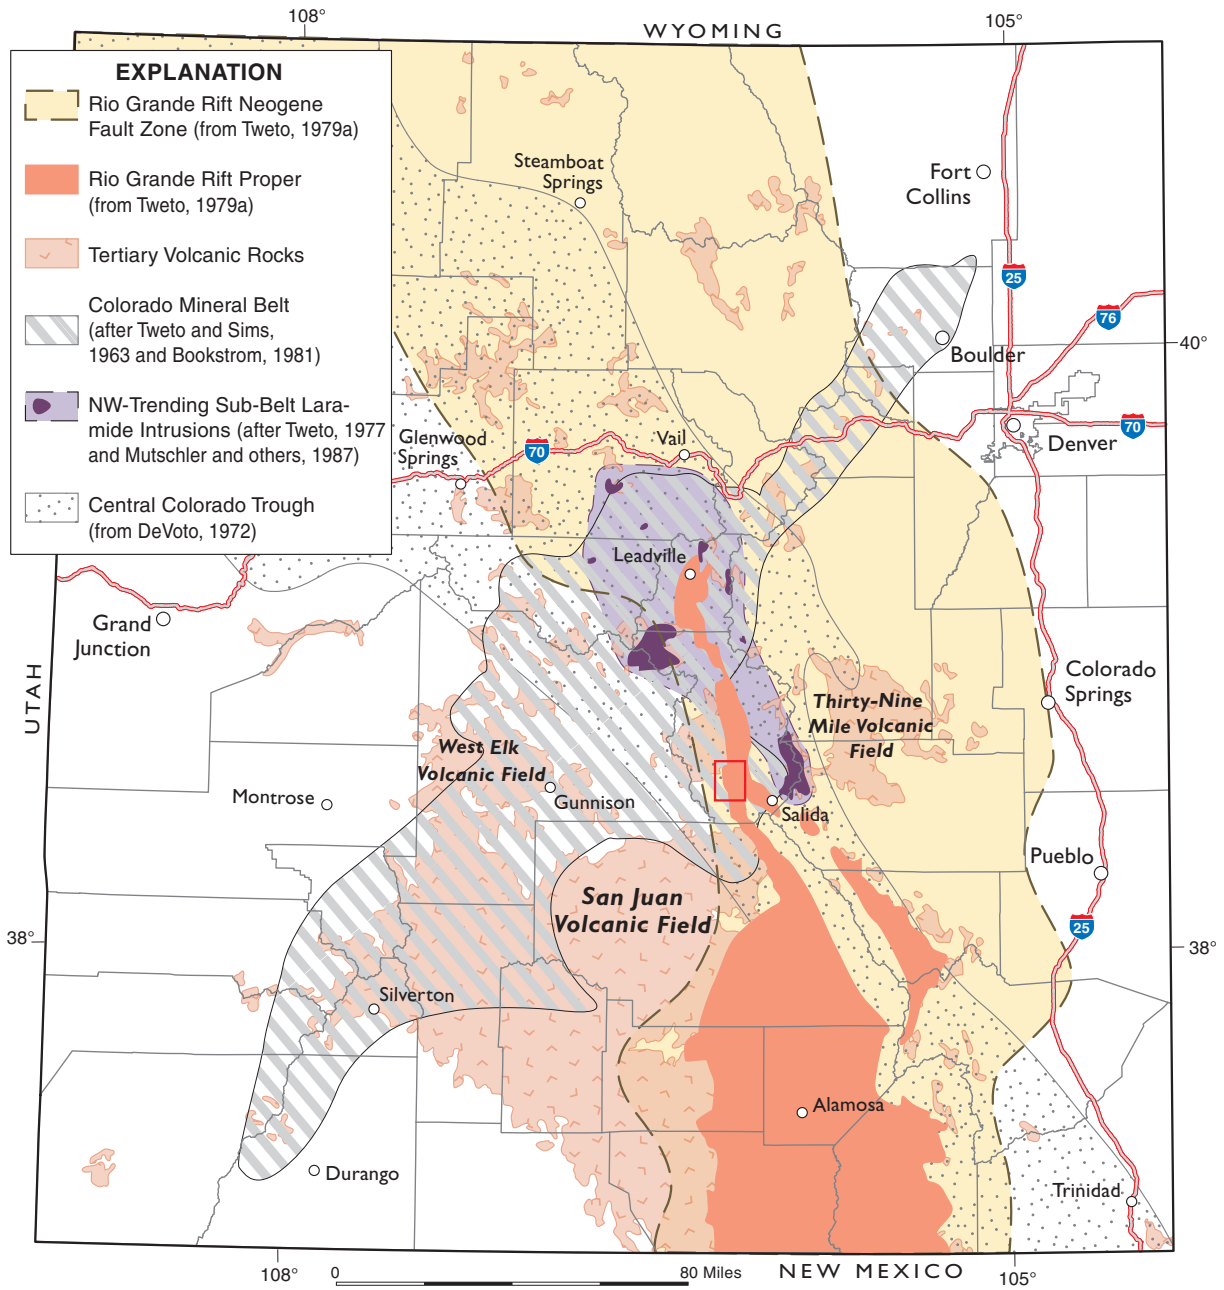 108°
WYOMING
105°
EXPLANATION
Rio Grande Rift Neogene
Fault Zone (from Tweto, 1979a)
Rio Grande Rift Proper
(from Tweto, 1979a)
Tertiary Volcanic Rocks
Colorado Mineral Belt
(after Tweto and Sims,
1963 and Bookstrom, 1981)
NW-Trending Sub-Belt Lara-
mide Intrusions (after Tweto, 1977
and Mutschler and others, 1987)
Central Colorado Trough
(from DeVoto, 1972)
Steamboat
Springs
Fort
Collins
25
76
40°
Boulder
70
Denver
Glenwood
Springs
70
Vail
Leadville
Grand
Junction
UTAH
Colorado
Springs
Thirty-Nine
Mile Volcanic
Field
West Elk
Volcanic Field
Gunnison
Montrose
Salida
Pueblo
San Juan
Volcanic Field
25
38°
38°
Silverton
Alamosa
Durango
Trinidad
108°
0
80 Miles
NEW MEXICO
105°